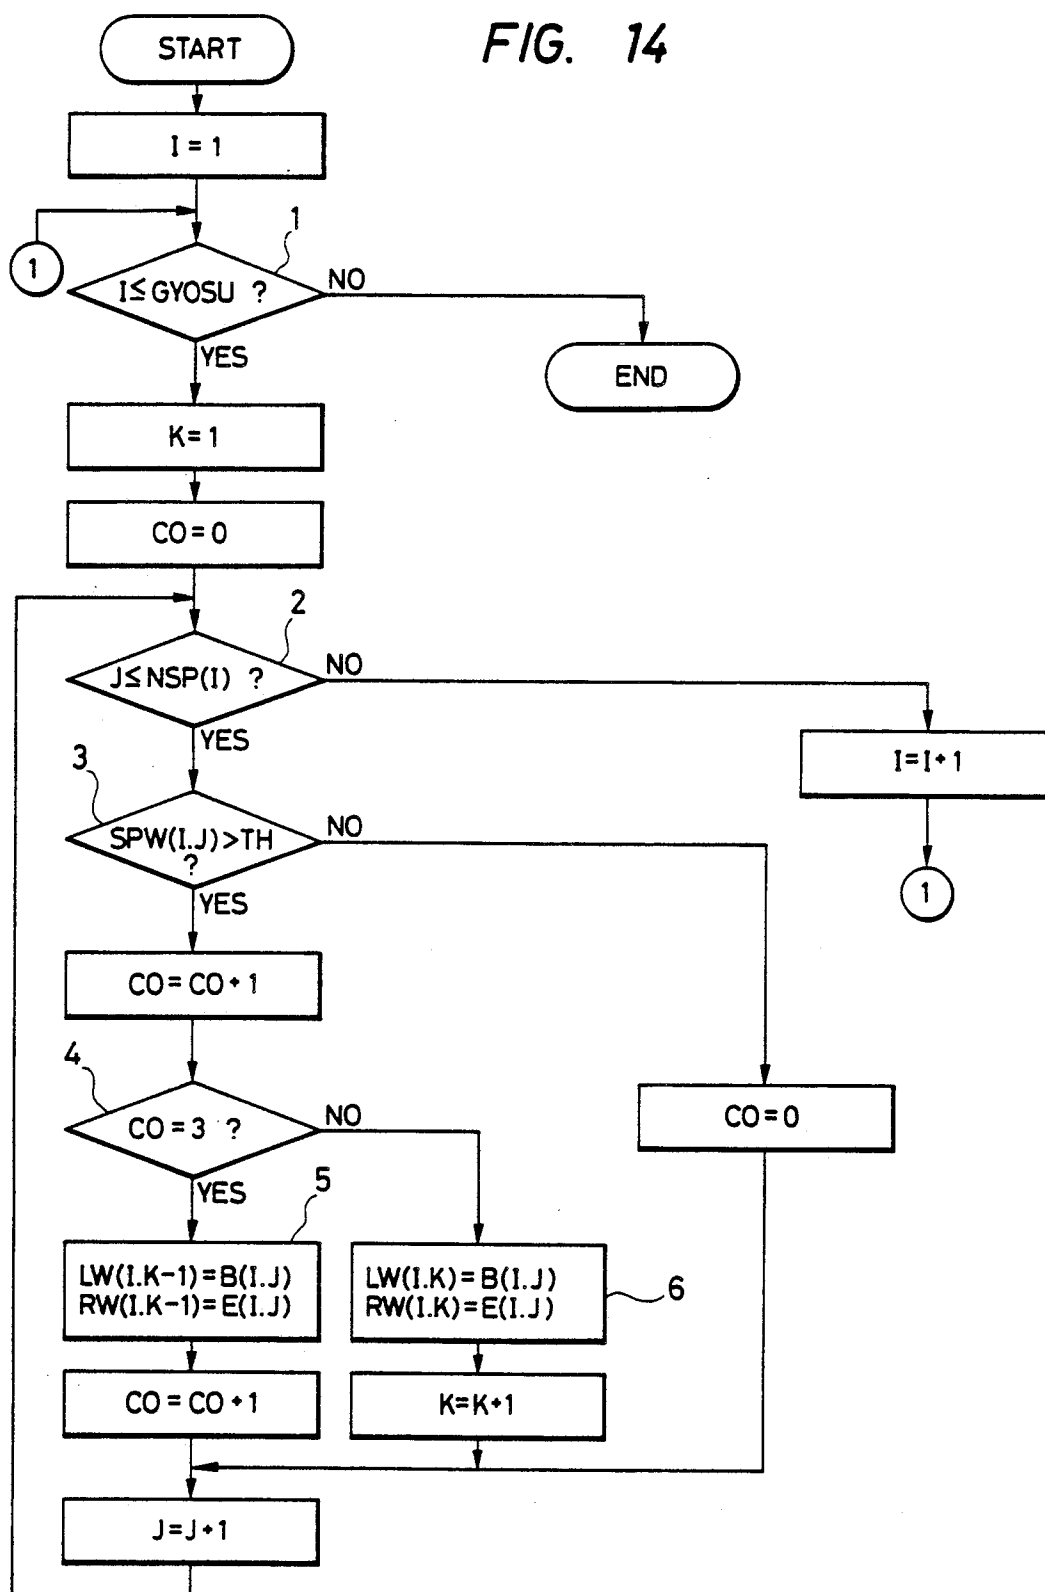 FIG. 14
START
I = 1
1
1
I≤GYOSU ?
NO
YES
END
K=1
CO=0
2
J≤NSP(I) ?
NO
YES
I=I+1
1
3
SPW(I.J)>TH
?
NO
YES
CO=CO+1
4
CO=3 ?
NO
YES
CO=0
5
LW(I.K-1)=B(I.J)
RW(I.K-1)=E(I.J)
LW(I.K)=B(I.J)
RW(I.K)=E(I.J)
6
CO=CO+1
K=K+1
J=J+1